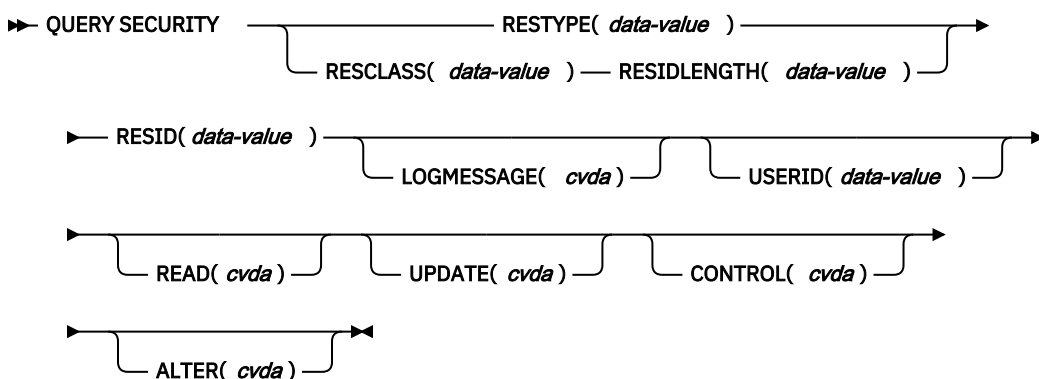 QUERY SECURITY RESTYPE( data-value )
RESCLASS( data-value ) RESIDLENGTH( data-value )
RESID( data-value )
LOGMESSAGE( cvda ) USERID( data-value )
READ( cvda ) UPDATE( cvda ) CONTROL( cvda )
ALTER( cvda )